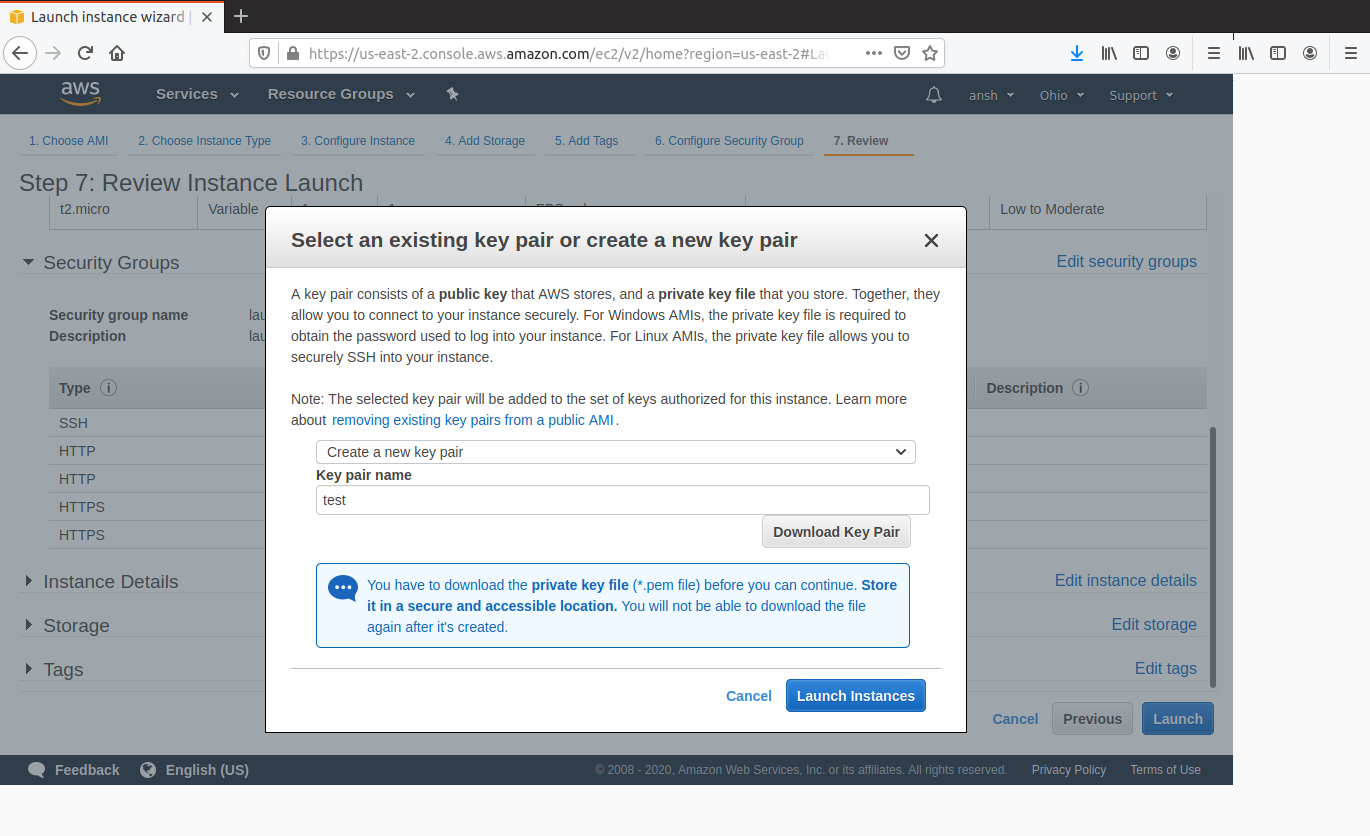 Launch instance wizard
https://us-east-2.console.aws.amazon.com/ec2/v2/home?region=us-east-2#La
aws Services Resource Groups ansh Ohio Support
1. Choose AMI 2. Choose Instance Type 3. Configure Instance 4. Add Storage 5. Add Tags 6. Configure Security Group 7. Review
Step 7: Review Instance Launch
t2.micro Variable Low to Moderate
Select an existing key pair or create a new key pair
Security Groups Edit security groups
A key pair consists of a public key that AWS stores, and a private key file that you store. Together, they
allow you to connect to your instance securely. For Windows AMIs, the private key file is required to
obtain the password used to log into your instance. For Linux AMIs, the private key file allows you to
securely SSH into your instance.
Security group name lau
Description lau
Type Description
Note: The selected key pair will be added to the set of keys authorized for this instance. Learn more
about removing existing key pairs from a public AMI .
SSH
HTTP
HTTP
HTTPS
HTTPS
Create a new key pair
Key pair name
test
Download Key Pair
You have to download the private key file (*.pem file) before you can continue. Store
it in a secure and accessible location. You will not be able to download the file
again after it's created.
Instance Details Edit instance details
Storage Edit storage
Tags Edit tags
Cancel Launch Instances
Cancel Previous Launch
Feedback English (US) © 2008 - 2020, Amazon Web Services, Inc. or its affiliates. All rights reserved. Privacy Policy Terms of Use